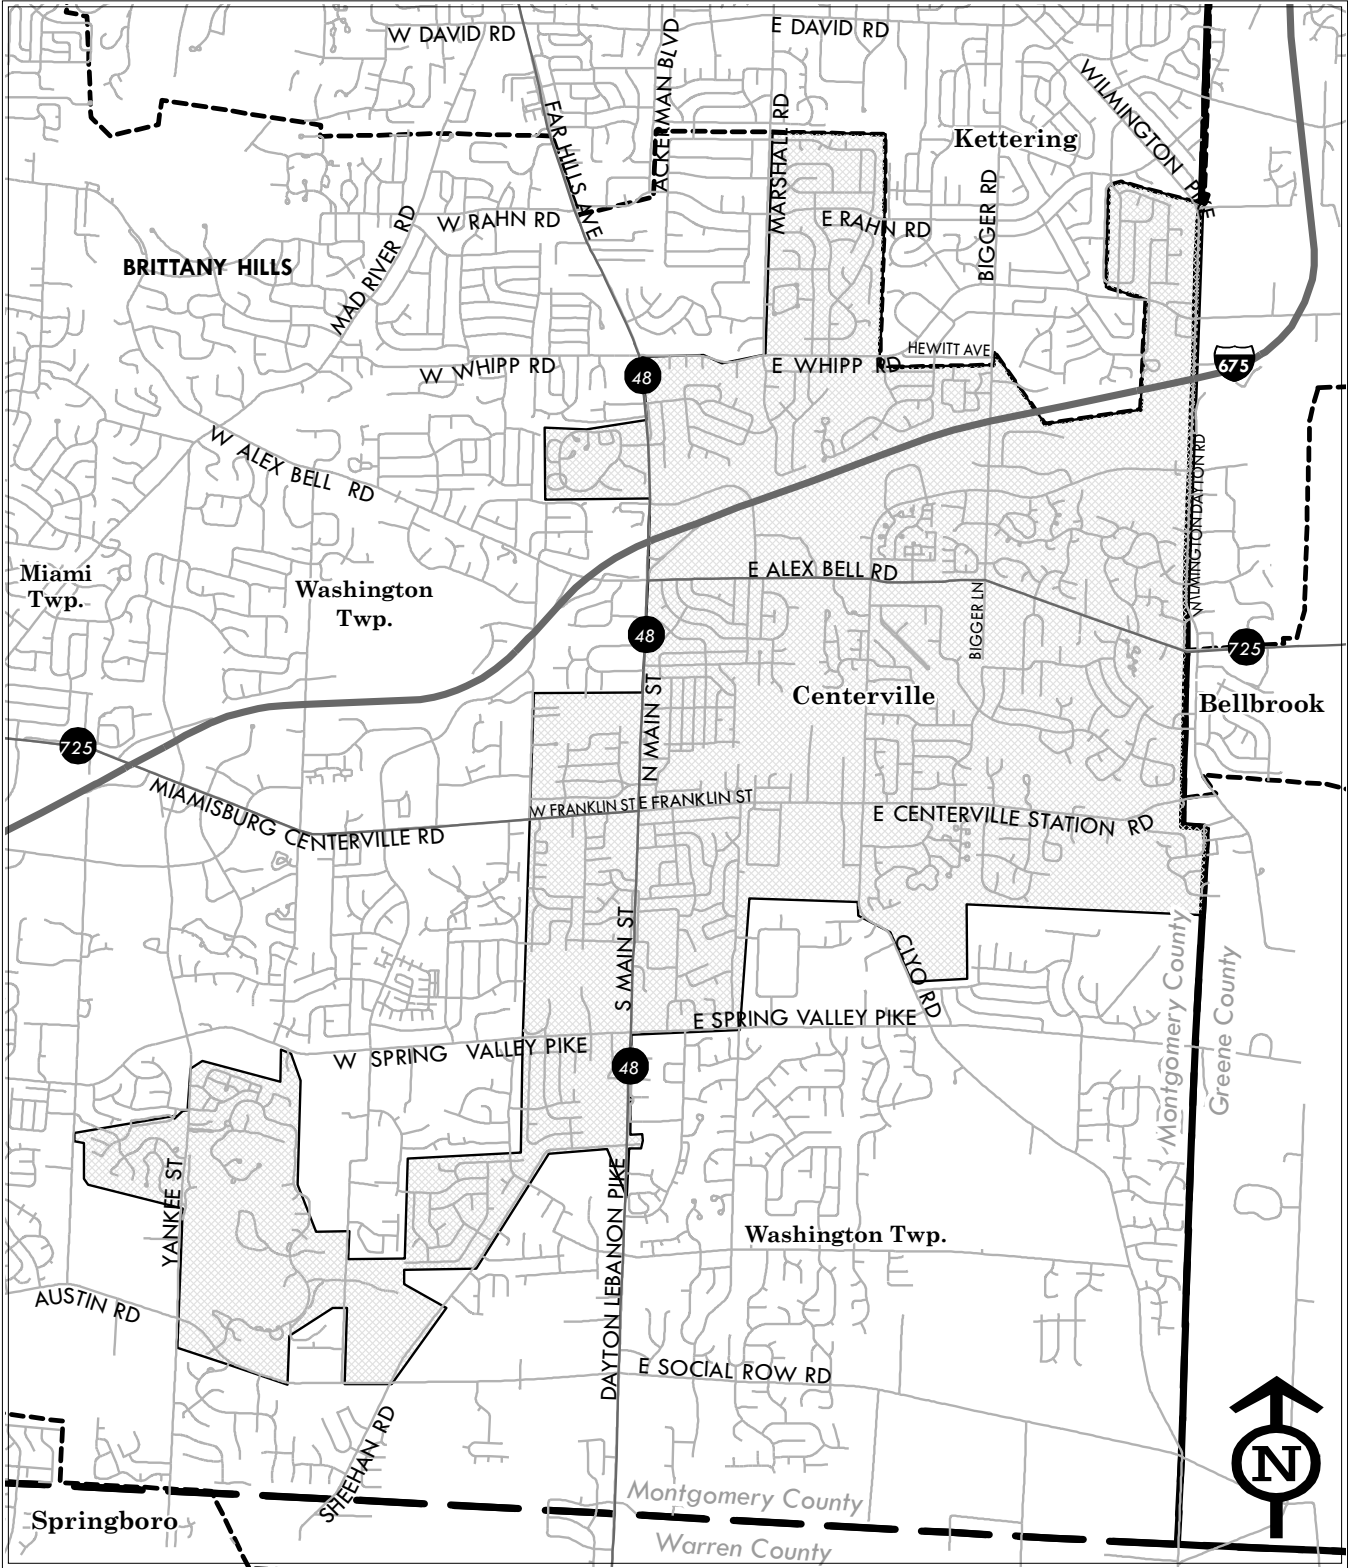 W DAVID RD
E DAVID RD
ACKERMAN BLVD
FAR HILLS AVE
MARSHALL RD
WILMINGTON PIKE
Kettering
BIGGER RD
W RAHN RD
E RAHN RD
MAD RIVER RD
BRITTANY HILLS
HEWITT AVE
W WHIPP RD
E WHIPP RD
48
675
W ALEX BELL RD
WILMINGTON DAYTON RD
Miami
Twp.
Washington
Twp.
E ALEX BELL RD
BIGGER LN
48
725
Centerville
Bellbrook
N MAIN ST
725
MIAMISBURG CENTERVILLE RD
W FRANKLIN ST
E FRANKLIN ST
E CENTERVILLE STATION RD
S MAIN ST
CLYO RD
Montgomery County
Greene County
E SPRING VALLEY PIKE
W SPRING VALLEY PIKE
48
YANKEE ST
DAYTON LEBANON PIKE
Washington Twp.
AUSTIN RD
E SOCIAL ROW RD
SHEEHAN RD
N
Montgomery County
Springboro
Warren County